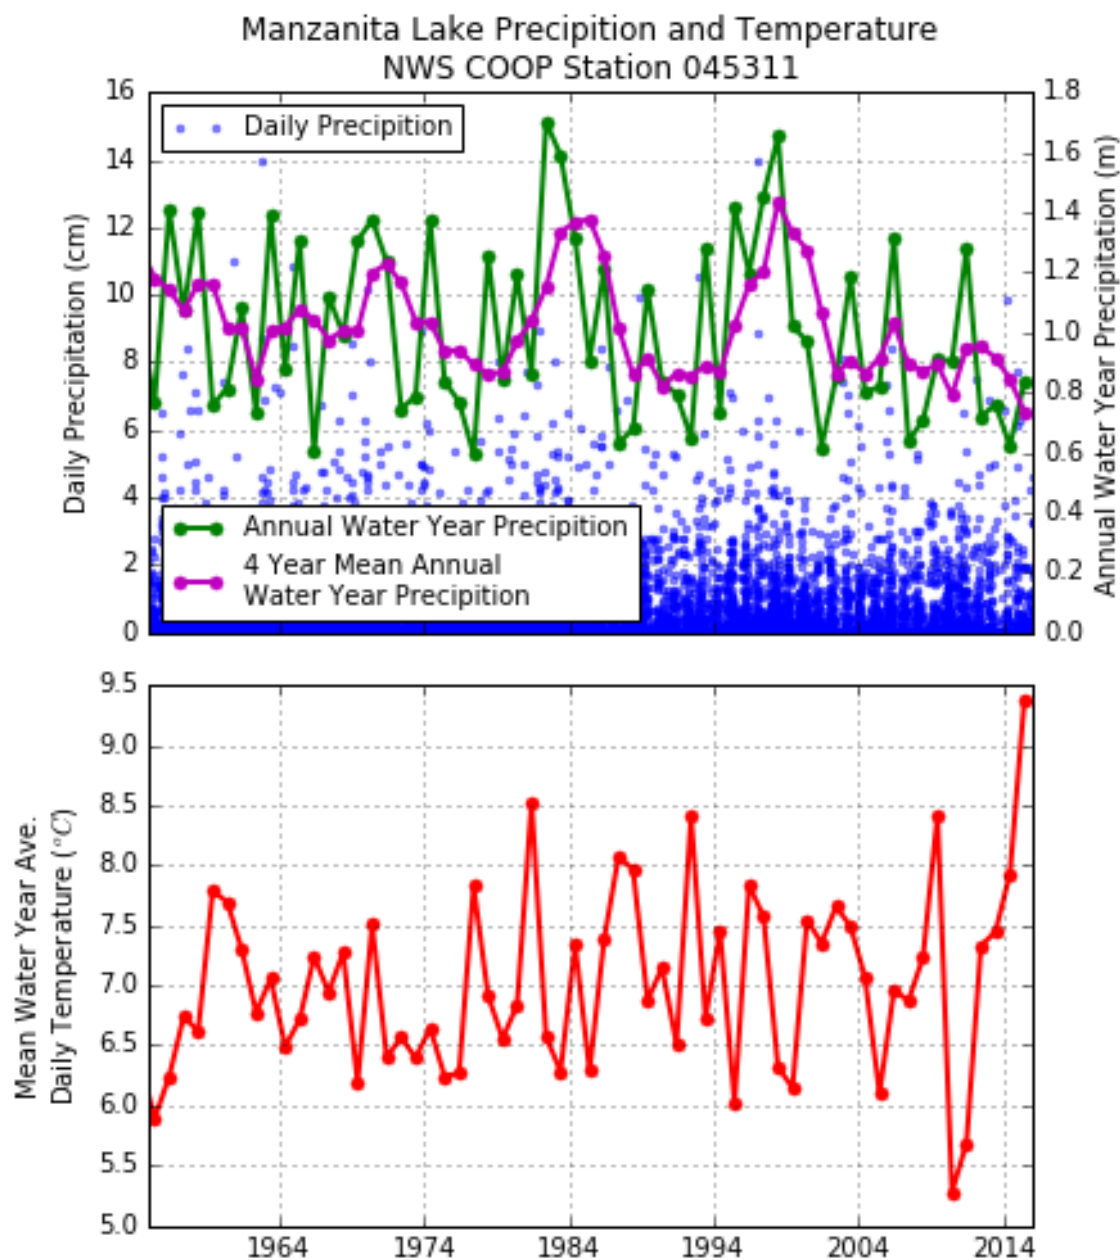 Manzanita Lake Precipition and Temperature
NWS COOP Station 045311
16
14
12
10
8
6
4
2
0
Daily Precipitation (cm)
Daily Precipition
Annual Water Year Precipition
4 Year Mean Annual
Water Year Precipition
1.8
1.6
1.4
1.2
1.0
0.8
0.6
0.4
0.2
0.0
Annual Water Year Precipitation (m)
9.5
9.0
8.5
8.0
7.5
7.0
6.5
6.0
5.5
5.0
Mean Water Year Ave.
Daily Temperature (°C)
1964 1974 1984 1994 2004 2014